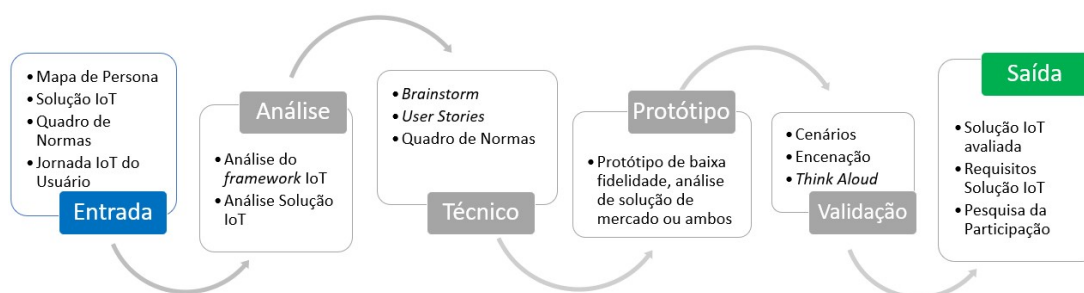 • Mapa de Persona
• Solução IoT
• Quadro de
Normas
• Jornada IoT do
Usuário
Entrada
Análise
• Análise do
framework IoT
• Análise Solução
IoT
• Brainstorm
• User Stories
• Quadro de Normas
Técnico
Protótipo
• Protótipo de baixa
fidelidade, análise
de solução de
mercado ou ambos
• Cenários
• Encenação
• Think Aloud
Validação
Saída
• Solução IoT
avaliada
• Requisitos
Solução IoT
• Pesquisa da
Participação